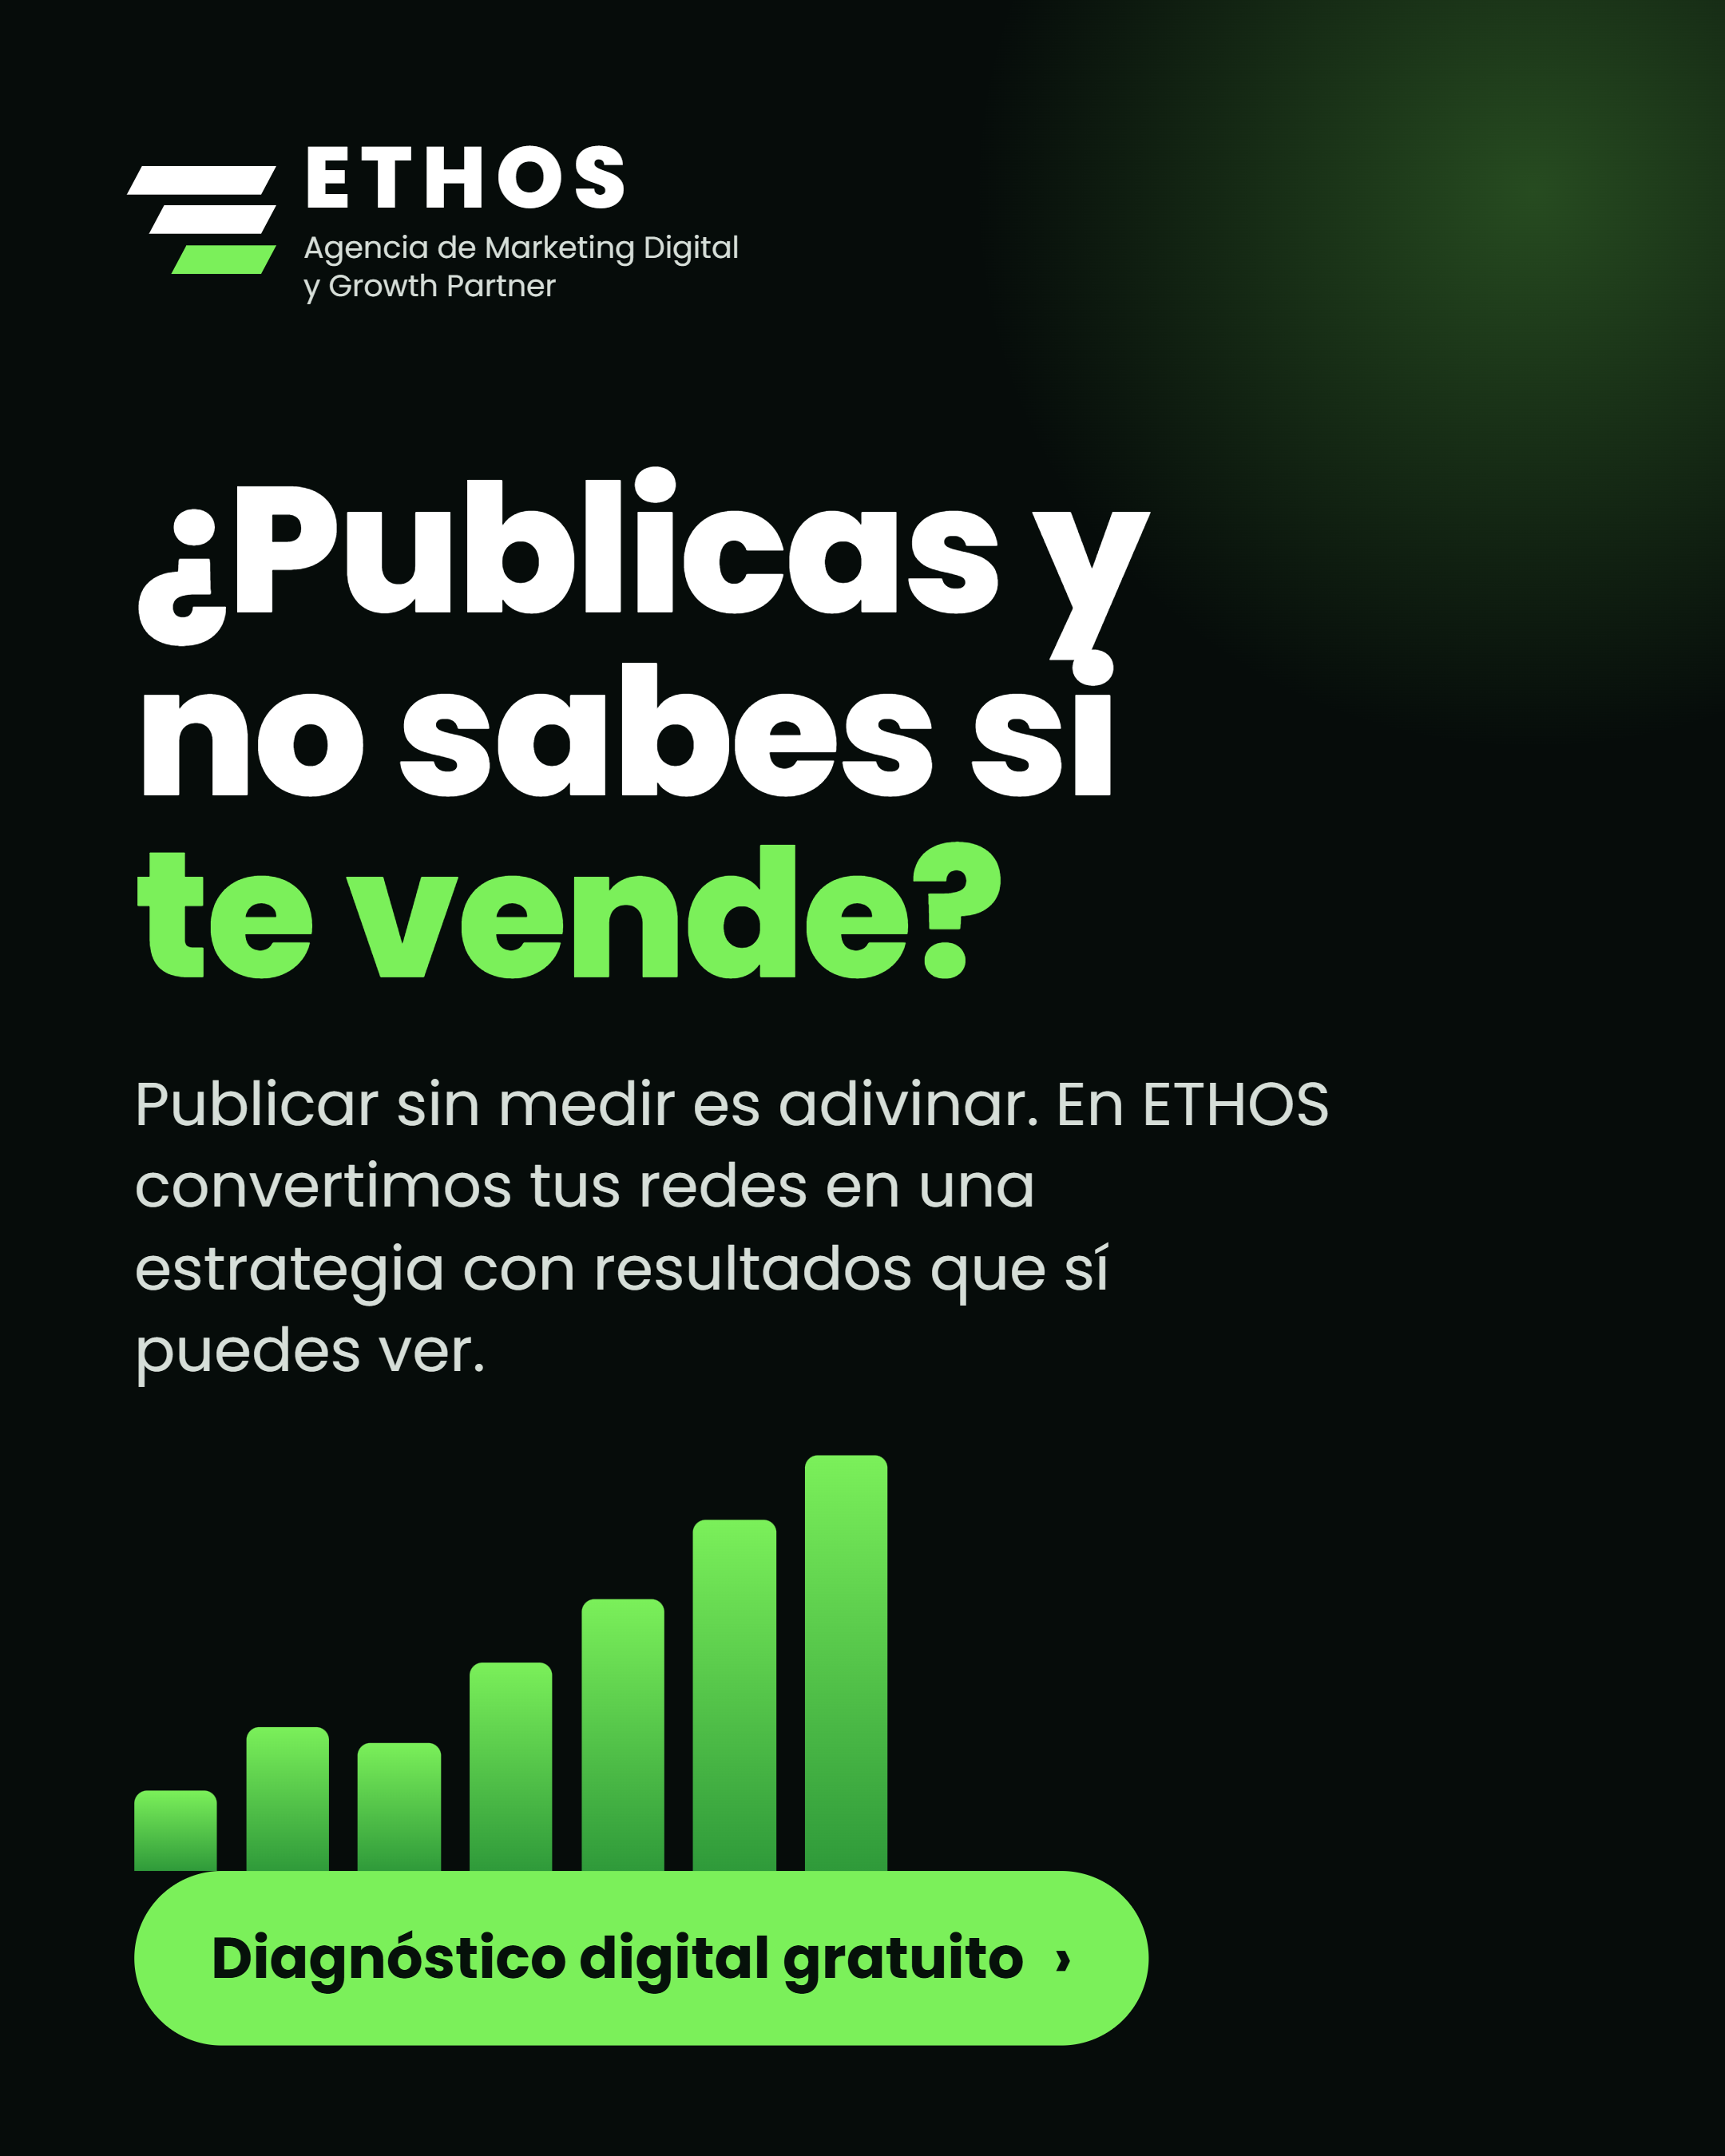 ETHOS
Agencia de Marketing Digital
y Growth Partner
¿Publicas y
no sabes si
te vende?
Publicar sin medir es adivinar. En ETHOS
convertimos tus redes en una
estrategia con resultados que sí
puedes ver.
Diagnóstico digital gratuito ›